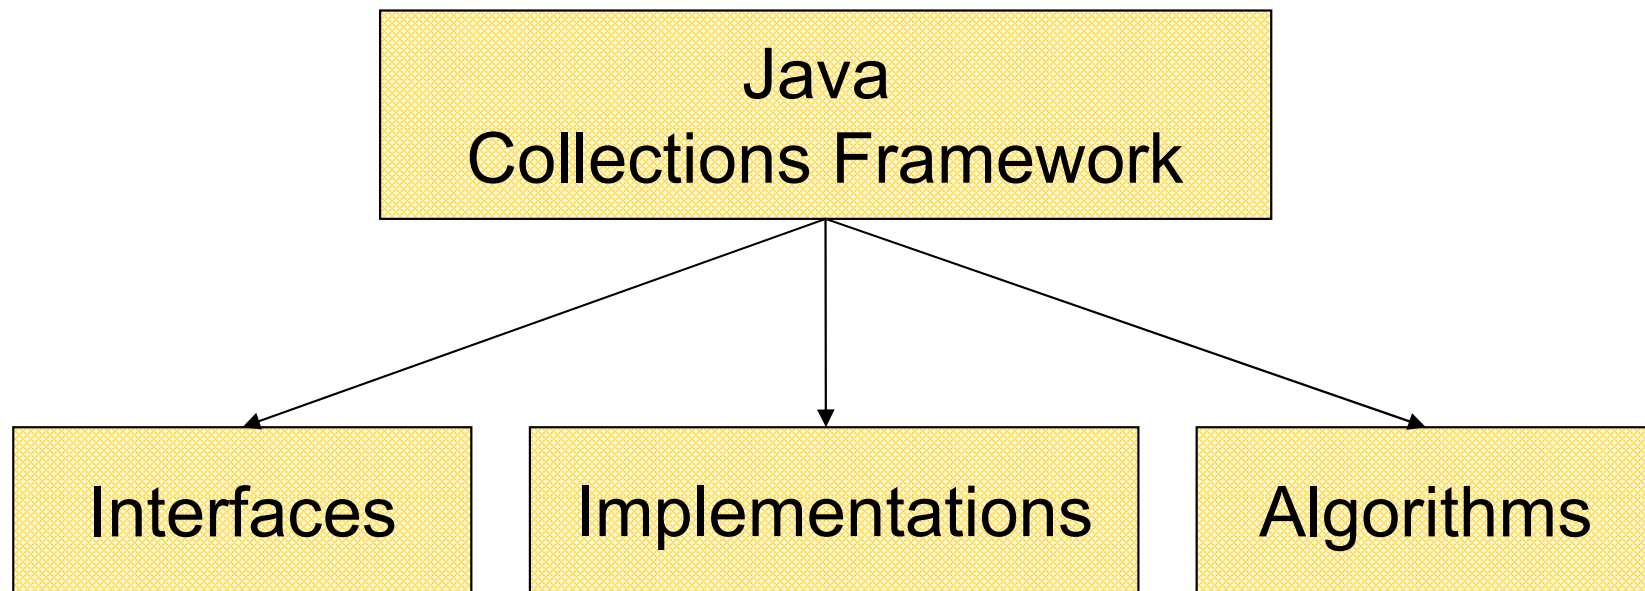 Java
Collections Framework
Interfaces
Implementations
Algorithms